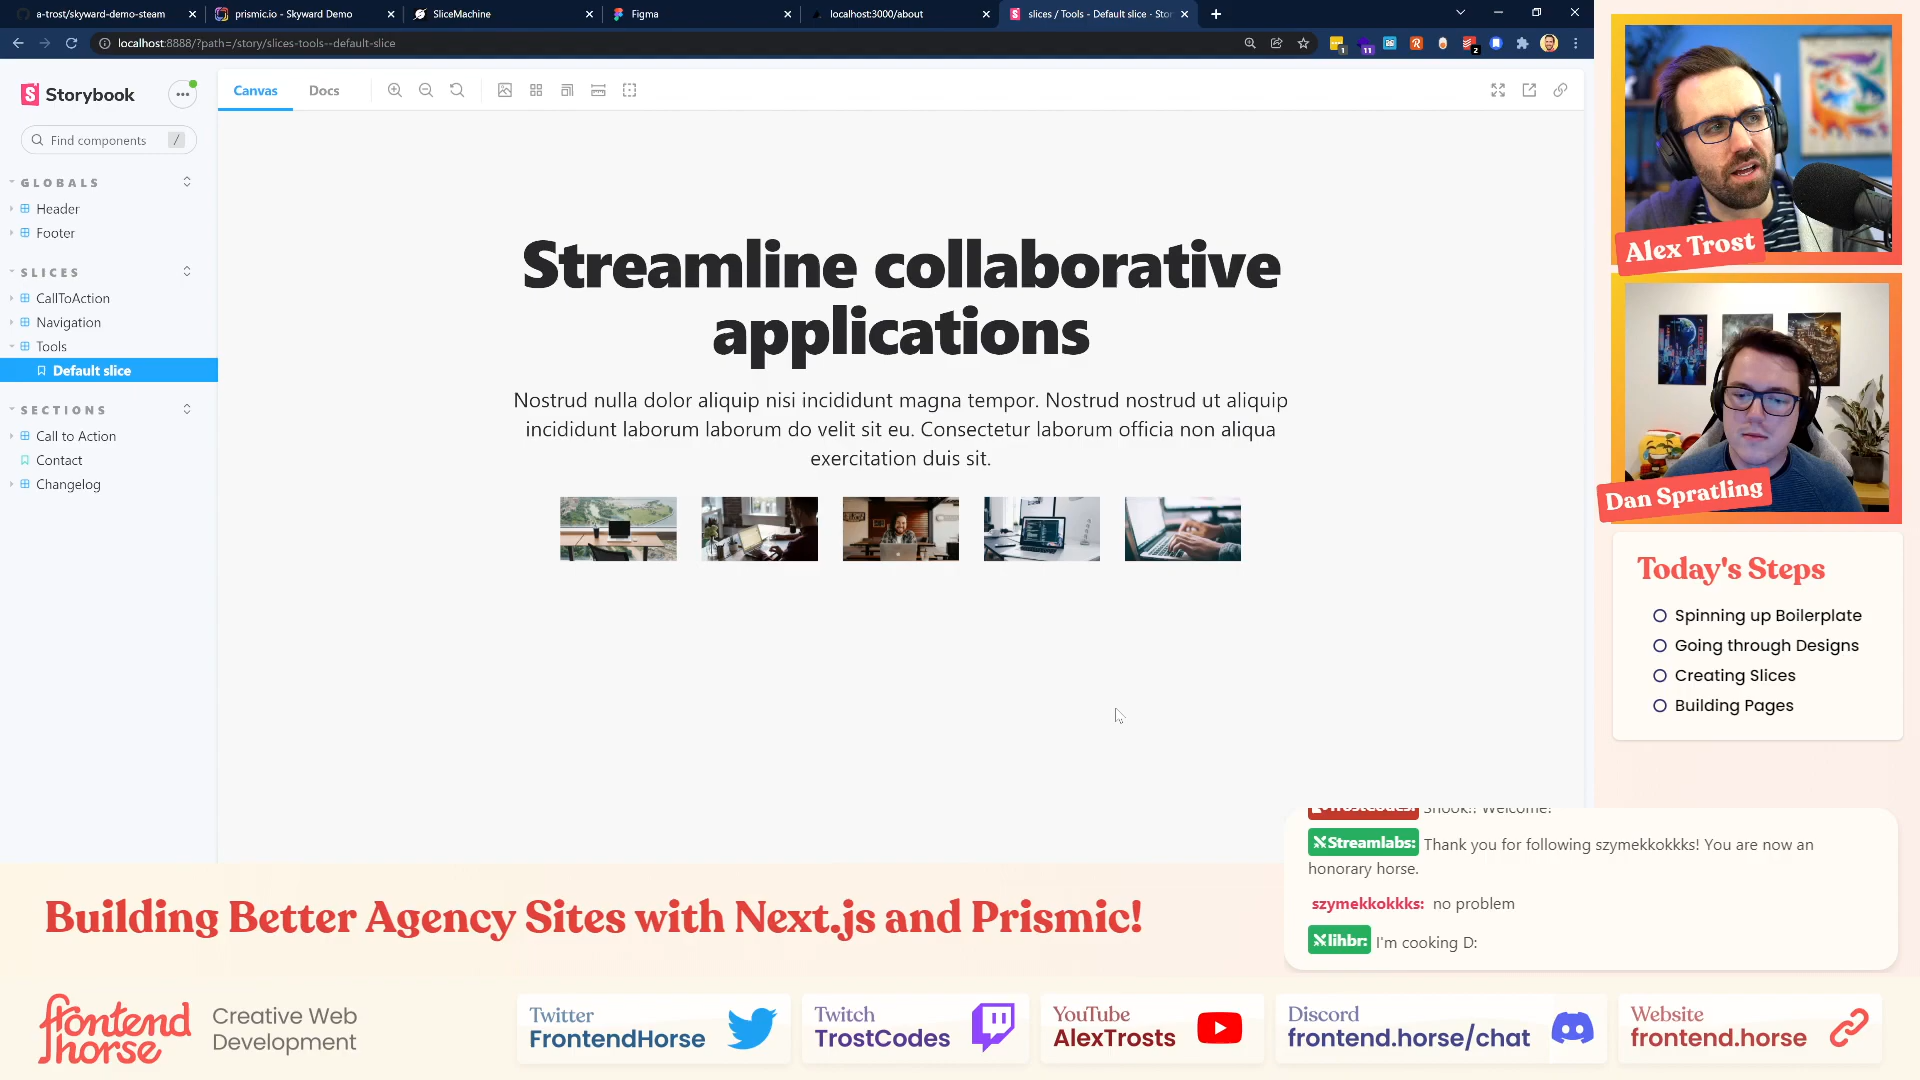 a-trost/skyward-demo-steam
prismic.io - Skyward Demo
SliceMachine
Figma
localhost:3000/about
slices / Tools - Default slice - Stor
localhost:8888/?path=/story/slices-tools--default-slice
1
11
2
Storybook
Find components
/
GLOBALS
Header
Footer
SLICES
CallToAction
Navigation
Tools
Default slice
SECTIONS
Call to Action
Contact
Changelog
Canvas
Docs
Streamline collaborative
applications
Nostrud nulla dolor aliquip nisi incididunt magna tempor. Nostrud nostrud ut aliquip
incididunt laborum laborum do velit sit eu. Consectetur laborum officia non aliqua
exercitation duis sit.
Alex Trost
Dan Spratling
Today's Steps
Spinning up Boilerplate
Going through Designs
Creating Slices
Building Pages
Welcome!
Streamlabs: Thank you for following szymekkokkks! You are now an
honorary horse.
szymekkokkks: no problem
lihbr: I'm cooking D:
Building Better Agency Sites with Next.js and Prismic!
frontend
horse
Creative Web
Development
Twitter
FrontendHorse
Twitch
TrostCodes
YouTube
AlexTrosts
Discord
frontend.horse/chat
Website
frontend.horse